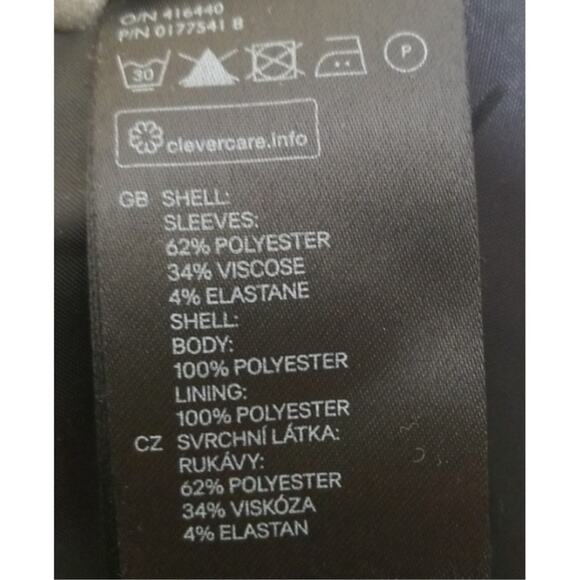 O/N 416440
P/N 0177541 B
30 P
clevercare.info
GB SHELL:
SLEEVES:
62% POLYESTER
34% VISCOSE
4% ELASTANE
SHELL:
BODY:
100% POLYESTER
LINING:
100% POLYESTER
CZ SVRCHNÍ LÁTKA:
RUKÁVY:
62% POLYESTER
34% VISKÓZA
4% ELASTAN